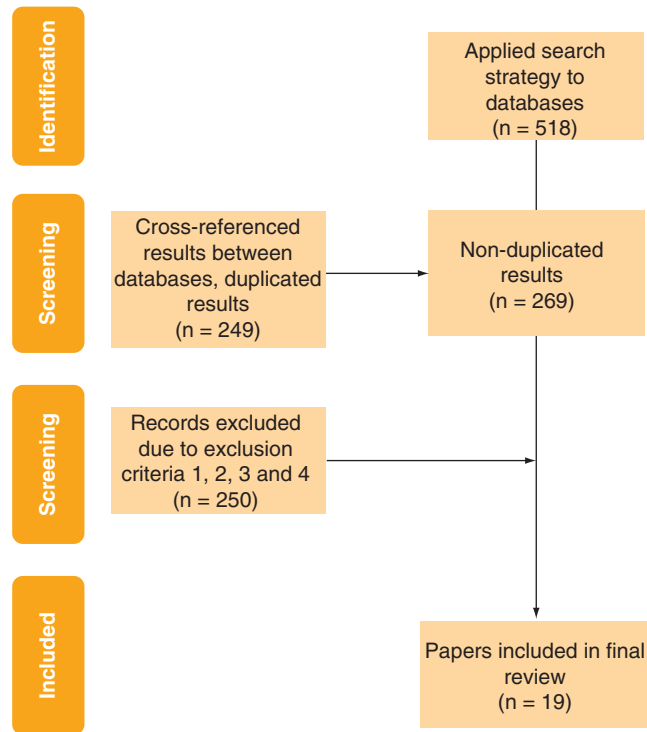 Identification
Applied search
strategy to
databases
(n = 518)
Screening
Cross-referenced
results between
databases, duplicated
results
(n = 249)
Non-duplicated
results
(n = 269)
Screening
Records excluded
due to exclusion
criteria 1, 2, 3 and 4
(n = 250)
Included
Papers included in final
review
(n = 19)